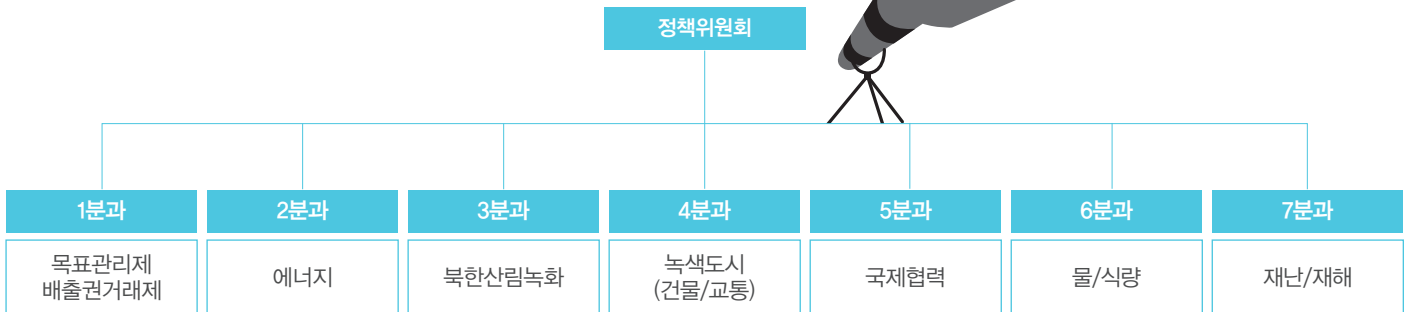 정책위원회
1분과
2분과
3분과
4분과
5분과
6분과
7분과
목표관리제
배출권거래제
에너지
북한산림녹화
녹색도시
(건물/교통)
국제협력
물/식량
재난/재해